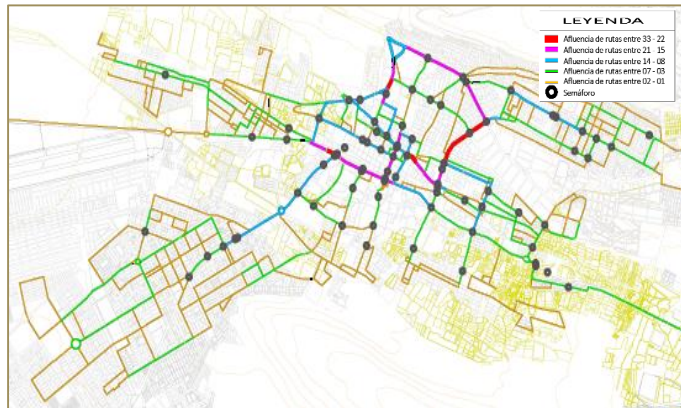 LEYENDA
Afluencia de rutas entre 33 - 22
Afluencia de rutas entre 21 - 15
Afluencia de rutas entre 14 - 08
Afluencia de rutas entre 07 - 03
Afluencia de rutas entre 02 - 01
Semáforo